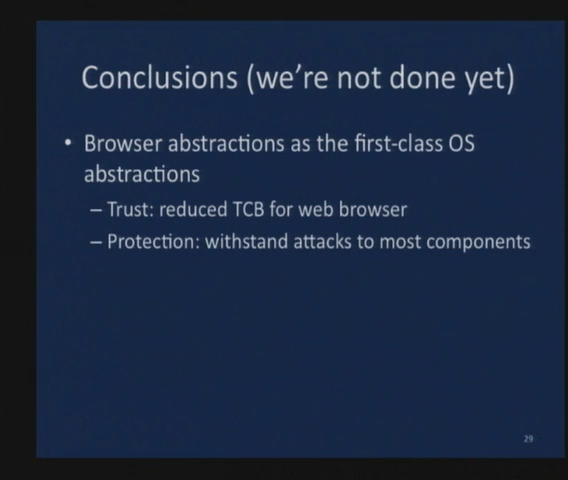 Conclusions (we're not done yet)
• Browser abstractions as the first-class OS
abstractions
– Trust: reduced TCB for web browser
– Protection: withstand attacks to most components
29